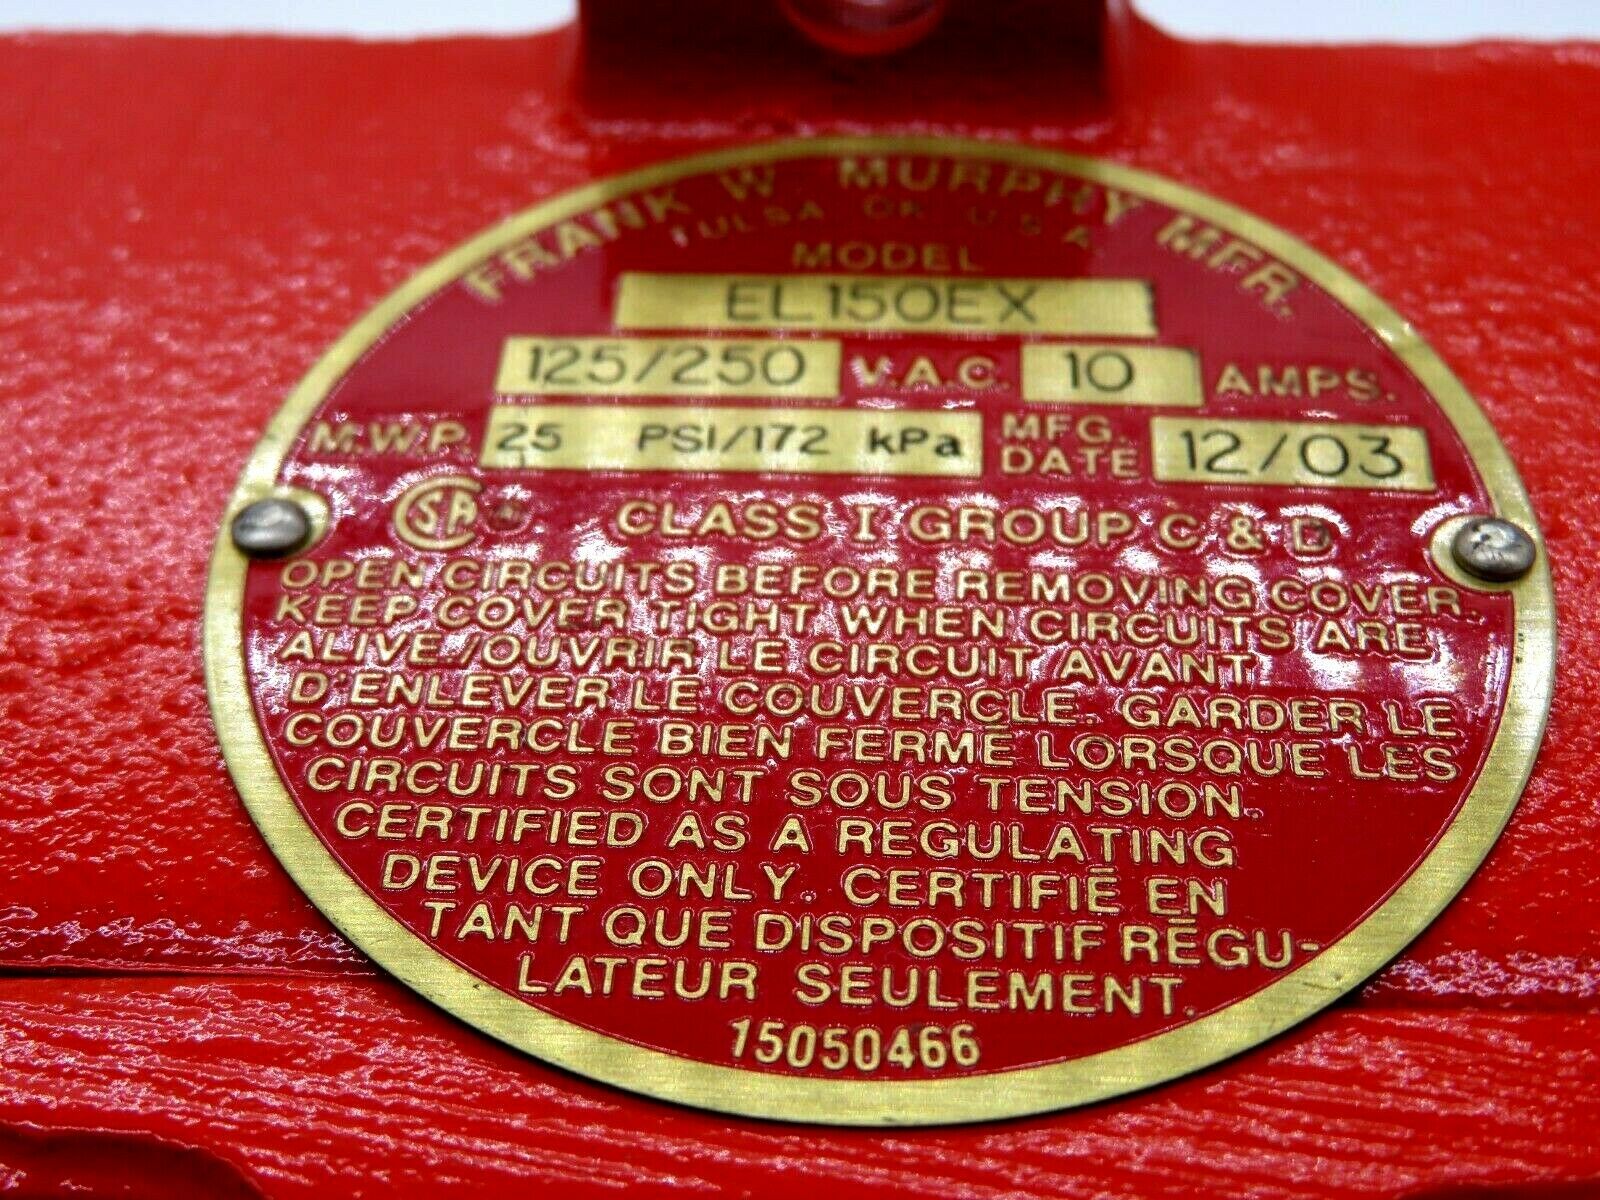 FRANK W. MURPHY MFR.
TULSA OK U.S.A.
MODEL
EL150EX
125/250 V.A.C. 10 AMPS.
M.W.P. 25 PSI/172 kPa MFG. DATE 12/03
CSA CLASS I GROUP C & D
OPEN CIRCUITS BEFORE REMOVING COVER.
KEEP COVER TIGHT WHEN CIRCUITS ARE
ALIVE./OUVRIR LE CIRCUIT AVANT
D'ENLEVER LE COUVERCLE. GARDER LE
COUVERCLE BIEN FERMÉ LORSQUE LES
CIRCUITS SONT SOUS TENSION.
CERTIFIED AS A REGULATING
DEVICE ONLY. CERTIFIÉ EN
TANT QUE DISPOSITIF RÉGU-
LATEUR SEULEMENT.
15050466